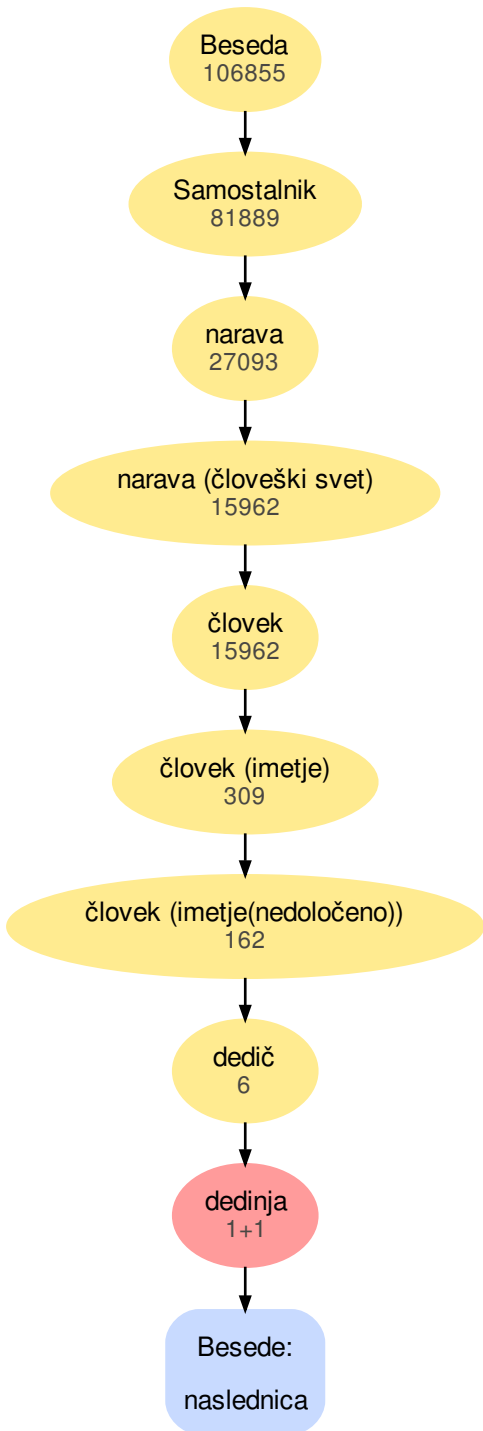 Beseda
106855
Samostalnik
81889
narava
27093
narava (človeški svet)
15962
človek
15962
človek (imetje)
309
človek (imetje(nedoločeno))
162
dedič
6
dedinja
1+1
Besede:
naslednica